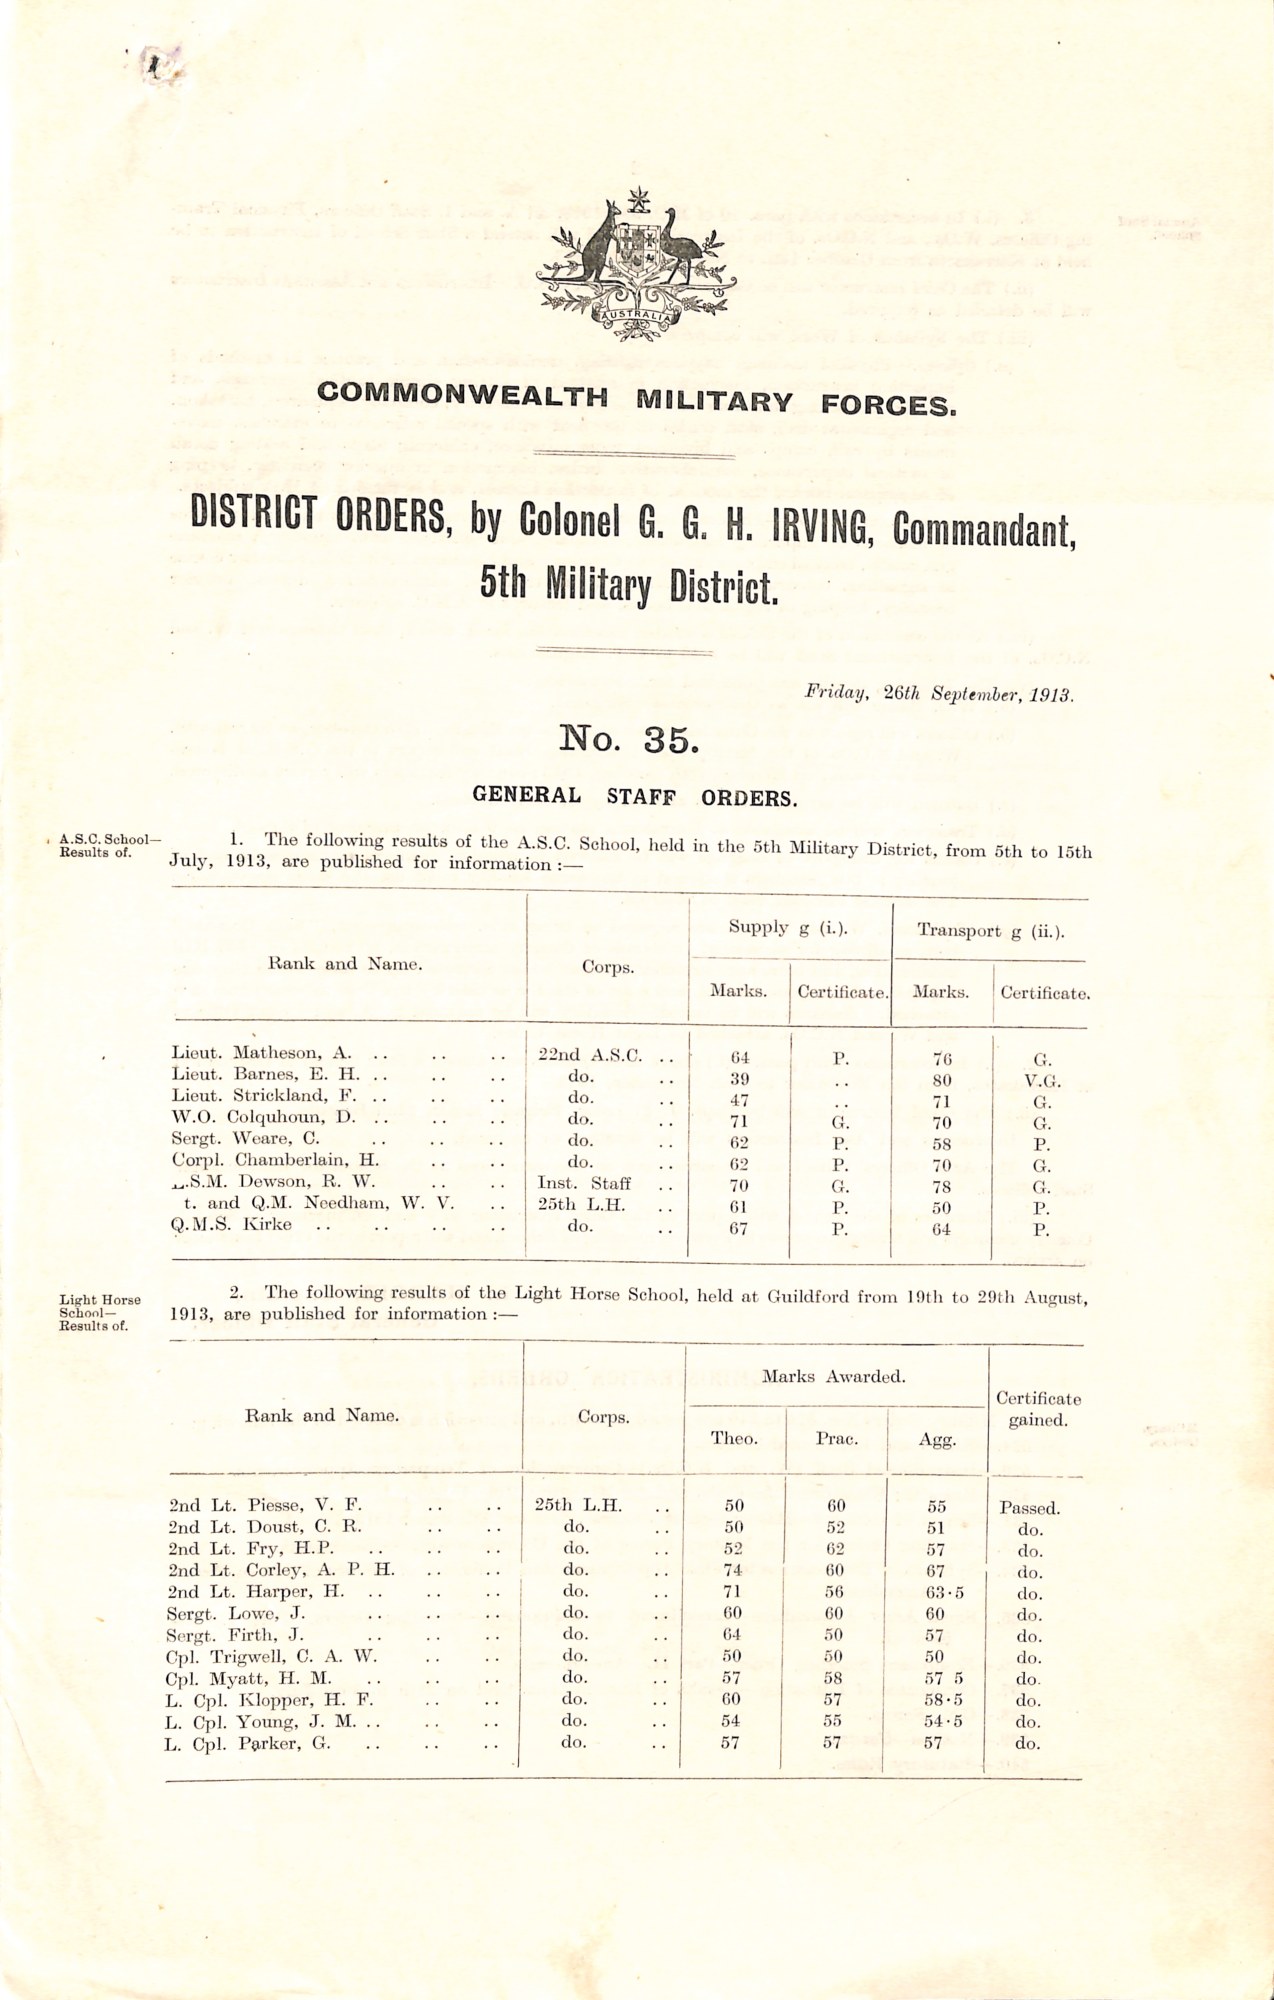 1
AUSTRALIA
COMMONWEALTH MILITARY FORCES.
DISTRICT ORDERS, by Colonel G. G. H. IRVING, Commandant,
5th Military District.
Friday, 26th September, 1913.
No. 35.
GENERAL STAFF ORDERS.
A.S.C. School—
Results of.
1. The following results of the A.S.C. School, held in the 5th Military District, from 5th to 15th
July, 1913, are published for information :—
Rank and Name. Corps. Supply g (i.). Transport g (ii.).
Marks. Certificate. Marks. Certificate.
Lieut. Matheson, A. .. .. .. 22nd A.S.C. .. 64 P. 76 G.
Lieut. Barnes, E. H. .. .. .. do. .. 39 .. 80 V.G.
Lieut. Strickland, F. .. .. .. do. .. 47 .. 71 G.
W.O. Colquhoun, D. .. .. .. do. .. 71 G. 70 G.
Sergt. Weare, C. .. .. .. do. .. 62 P. 58 P.
Corpl. Chamberlain, H. .. .. do. .. 62 P. 70 G.
.S.M. Dewson, R. W. .. .. Inst. Staff .. 70 G. 78 G.
t. and Q.M. Needham, W. V. .. 25th L.H. .. 61 P. 50 P.
Q.M.S. Kirke .. .. .. .. do. .. 67 P. 64 P.
Light Horse
School—
Results of.
2. The following results of the Light Horse School, held at Guildford from 19th to 29th August,
1913, are published for information :—
Rank and Name. Corps. Marks Awarded. Certificate gained.
Theo. Prac. Agg.
2nd Lt. Piesse, V. F. .. .. 25th L.H. .. 50 60 55 Passed.
2nd Lt. Doust, C. R. .. .. do. .. 50 52 51 do.
2nd Lt. Fry, H.P. .. .. .. do. .. 52 62 57 do.
2nd Lt. Corley, A. P. H. .. .. do. .. 74 60 67 do.
2nd Lt. Harper, H. .. .. .. do. .. 71 56 63·5 do.
Sergt. Lowe, J. .. .. .. do. .. 60 60 60 do.
Sergt. Firth, J. .. .. .. do. .. 64 50 57 do.
Cpl. Trigwell, C. A. W. .. .. do. .. 50 50 50 do.
Cpl. Myatt, H. M. .. .. .. do. .. 57 58 57 5 do.
L. Cpl. Klopper, H. F. .. .. do. .. 60 57 58·5 do.
L. Cpl. Young, J. M. .. .. .. do. .. 54 55 54·5 do.
L. Cpl. Parker, G. .. .. .. do. .. 57 57 57 do.